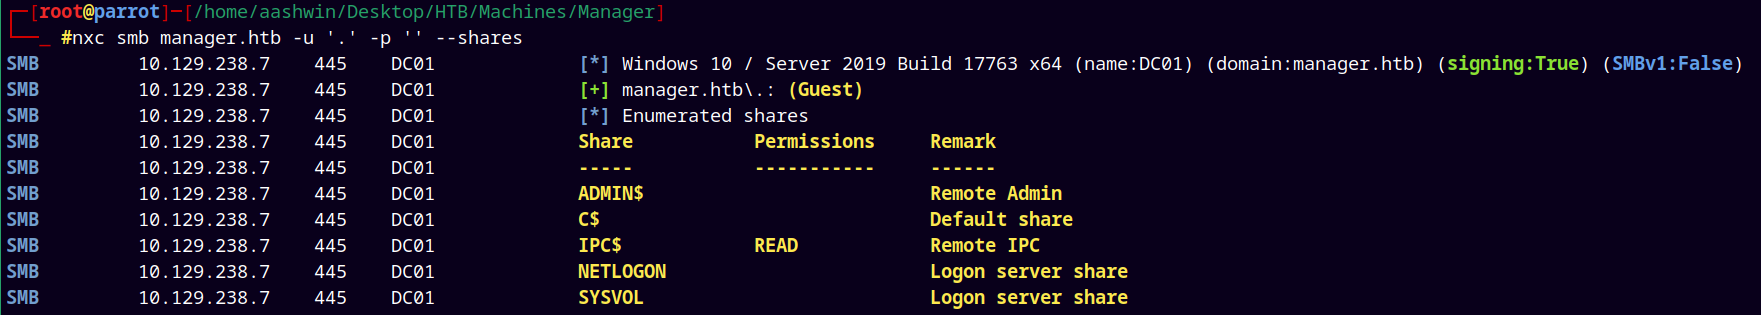 ┌─[root@parrot]─[/home/aashwin/Desktop/HTB/Machines/Manager]
└──╼ #nxc smb manager.htb -u '.' -p '' --shares
SMB 10.129.238.7 445 DC01 [*] Windows 10 / Server 2019 Build 17763 x64 (name:DC01) (domain:manager.htb) (signing:True) (SMBv1:False)
SMB 10.129.238.7 445 DC01 [+] manager.htb\.: (Guest)
SMB 10.129.238.7 445 DC01 [*] Enumerated shares
SMB 10.129.238.7 445 DC01 Share Permissions Remark
SMB 10.129.238.7 445 DC01 ----- ----------- ------
SMB 10.129.238.7 445 DC01 ADMIN$ Remote Admin
SMB 10.129.238.7 445 DC01 C$ Default share
SMB 10.129.238.7 445 DC01 IPC$ READ Remote IPC
SMB 10.129.238.7 445 DC01 NETLOGON Logon server share
SMB 10.129.238.7 445 DC01 SYSVOL Logon server share